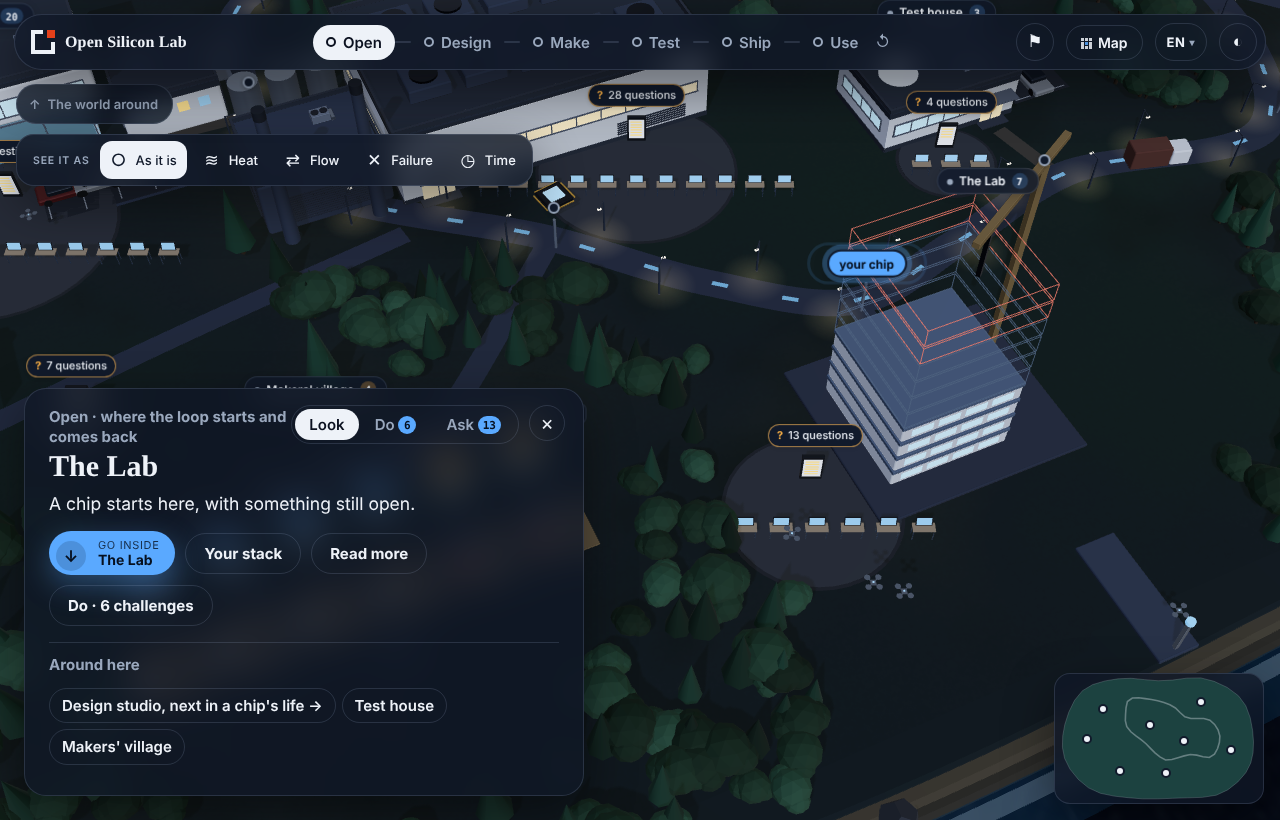 20
Test house 3
Open Silicon Lab
Open
Design
Make
Test
Ship
Use
Map
EN
The world around
? 28 questions
? 4 questions
SEE IT AS
As it is
Heat
Flow
Failure
Time
The Lab 7
your chip
? 7 questions
Makers' village
? 13 questions
Open · where the loop starts and
comes back
Look
Do 6
Ask 13
The Lab
A chip starts here, with something still open.
GO INSIDE
The Lab
Your stack
Read more
Do · 6 challenges
Around here
Design studio, next in a chip's life →
Test house
Makers' village